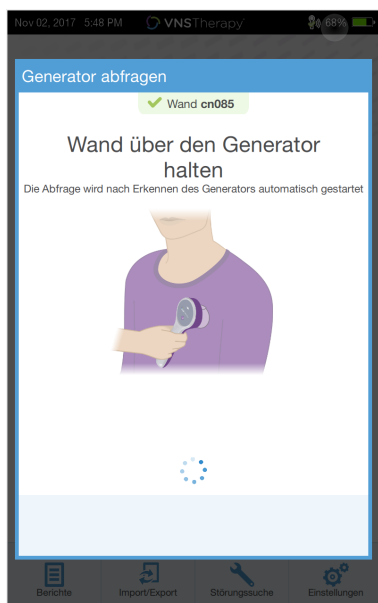 Nov 02, 2017 5:48 PM VNSTherapy 68%
Generator abfragen
Wand cn085
Wand über den Generator
halten
Die Abfrage wird nach Erkennen des Generators automatisch gestartet
Berichte Import/Export Störungssuche Einstellungen